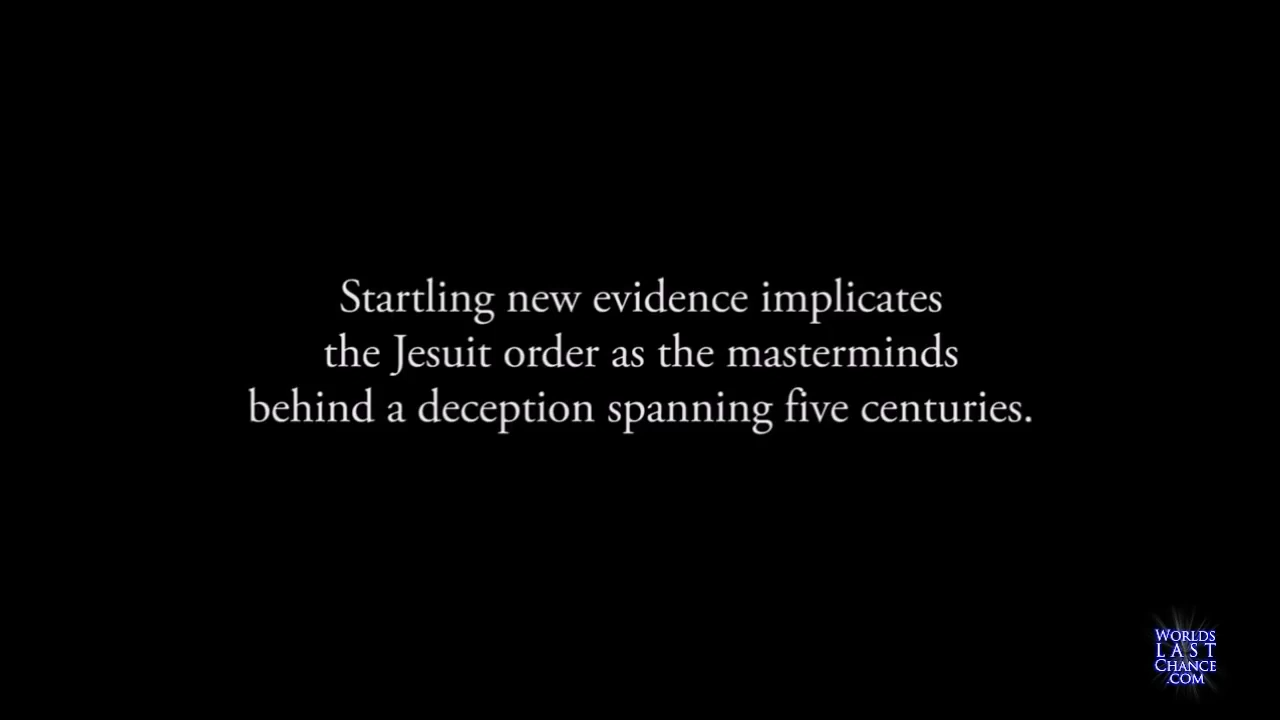 Startling new evidence implicates
the Jesuit order as the masterminds
behind a deception spanning five centuries.
WORLDS
LAST
CHANCE
.COM